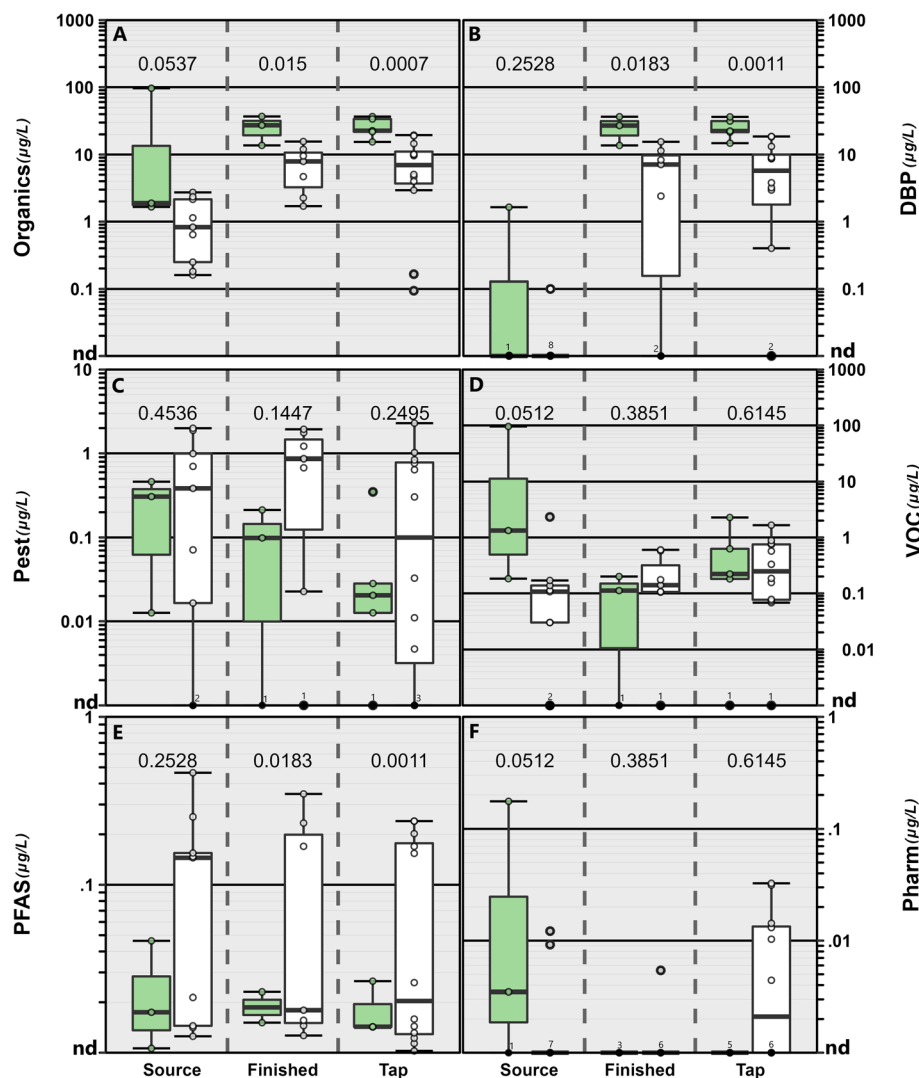 A
0.0537 0.015 0.0007
1000
100
10
1
0.1
nd
Organics(µg/L)
B
0.2528 0.0183 0.0011
1 8 2 2
1000
100
10
1
0.1
nd
DBP (µg/L)
C
0.4536 0.1447 0.2495
2 1 1 1 3
10
1
0.1
0.01
nd
Pest(µg/L)
D
0.0512 0.3851 0.6145
2 1 1 1 1
1000
100
10
1
0.1
0.01
nd
VOC(µg/L)
E
0.2528 0.0183 0.0011
1
.1
nd
PFAS(µg/L)
Source Finished Tap
F
0.0512 0.3851 0.6145
1 7 3 6 5 6
1
.1
.01
nd
Pharm(µg/L)
Source Finished Tap